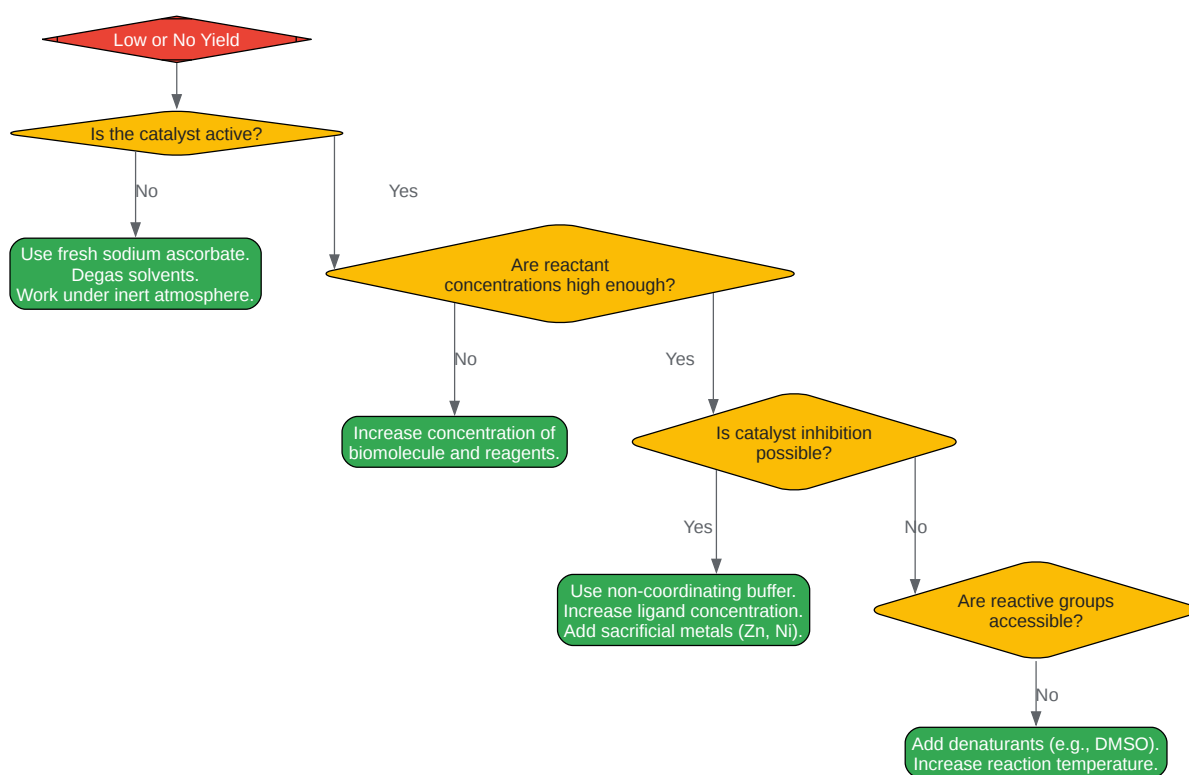 Low or No Yield
Is the catalyst active?
No
Yes
Use fresh sodium ascorbate.
Degas solvents.
Work under inert atmosphere.
Are reactant
concentrations high enough?
No
Yes
Increase concentration of
biomolecule and reagents.
Is catalyst inhibition
possible?
Yes
No
Use non-coordinating buffer.
Increase ligand concentration.
Add sacrificial metals (Zn, Ni).
Are reactive groups
accessible?
No
Add denaturants (e.g., DMSO).
Increase reaction temperature.